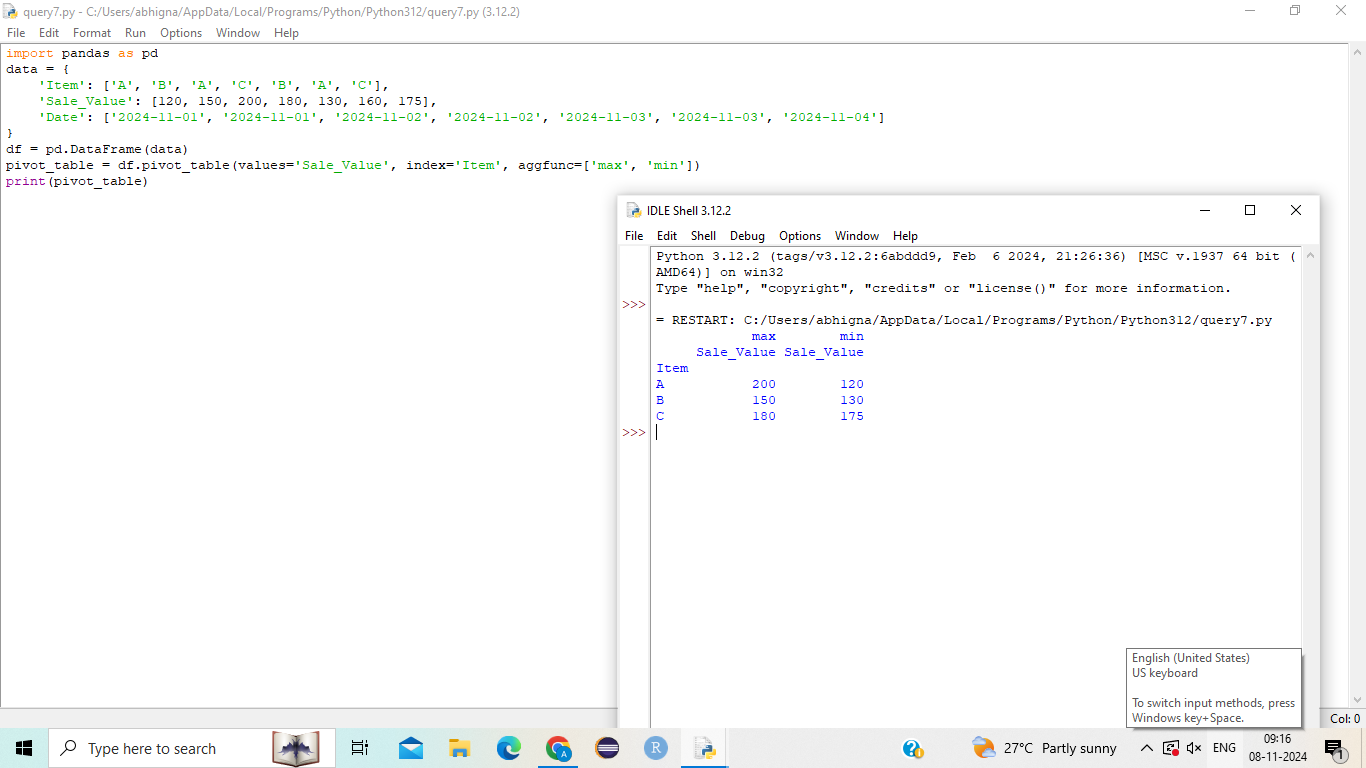 query7.py - C:/Users/abhigna/AppData/Local/Programs/Python/Python312/query7.py (3.12.2)
File Edit Format Run Options Window Help
import pandas as pd
data = {
    'Item': ['A', 'B', 'A', 'C', 'B', 'A', 'C'],
    'Sale_Value': [120, 150, 200, 180, 130, 160, 175],
    'Date': ['2024-11-01', '2024-11-01', '2024-11-02', '2024-11-02', '2024-11-03', '2024-11-03', '2024-11-04']
}
df = pd.DataFrame(data)
pivot_table = df.pivot_table(values='Sale_Value', index='Item', aggfunc=['max', 'min'])
print(pivot_table)
IDLE Shell 3.12.2
File Edit Shell Debug Options Window Help
Python 3.12.2 (tags/v3.12.2:6abddd9, Feb  6 2024, 21:26:36) [MSC v.1937 64 bit (
AMD64)] on win32
Type "help", "copyright", "credits" or "license()" for more information.
>>>
= RESTART: C:/Users/abhigna/AppData/Local/Programs/Python/Python312/query7.py
            max        min
     Sale_Value Sale_Value
Item
A           200        120
B           150        130
C           180        175
>>>
English (United States)
US keyboard
To switch input methods, press
Windows key+Space.
Col: 0
Type here to search
A
R
27°C Partly sunny
ENG
09:16
08-11-2024
1